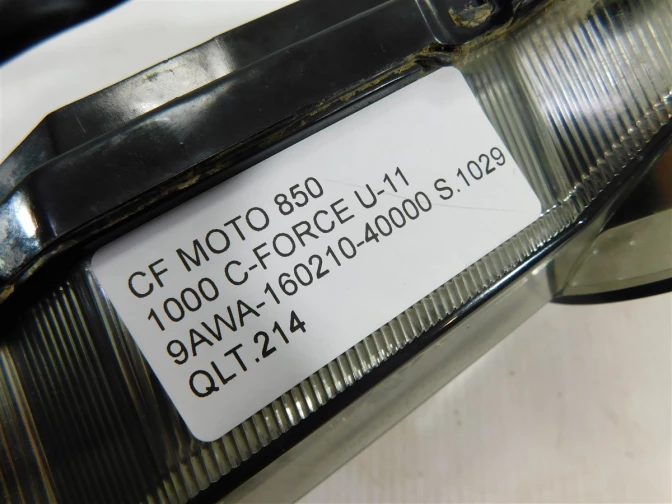 CF MOTO 850
1000 C-FORCE U-11
9AWA-160210-40000 S.1029
QLT.214